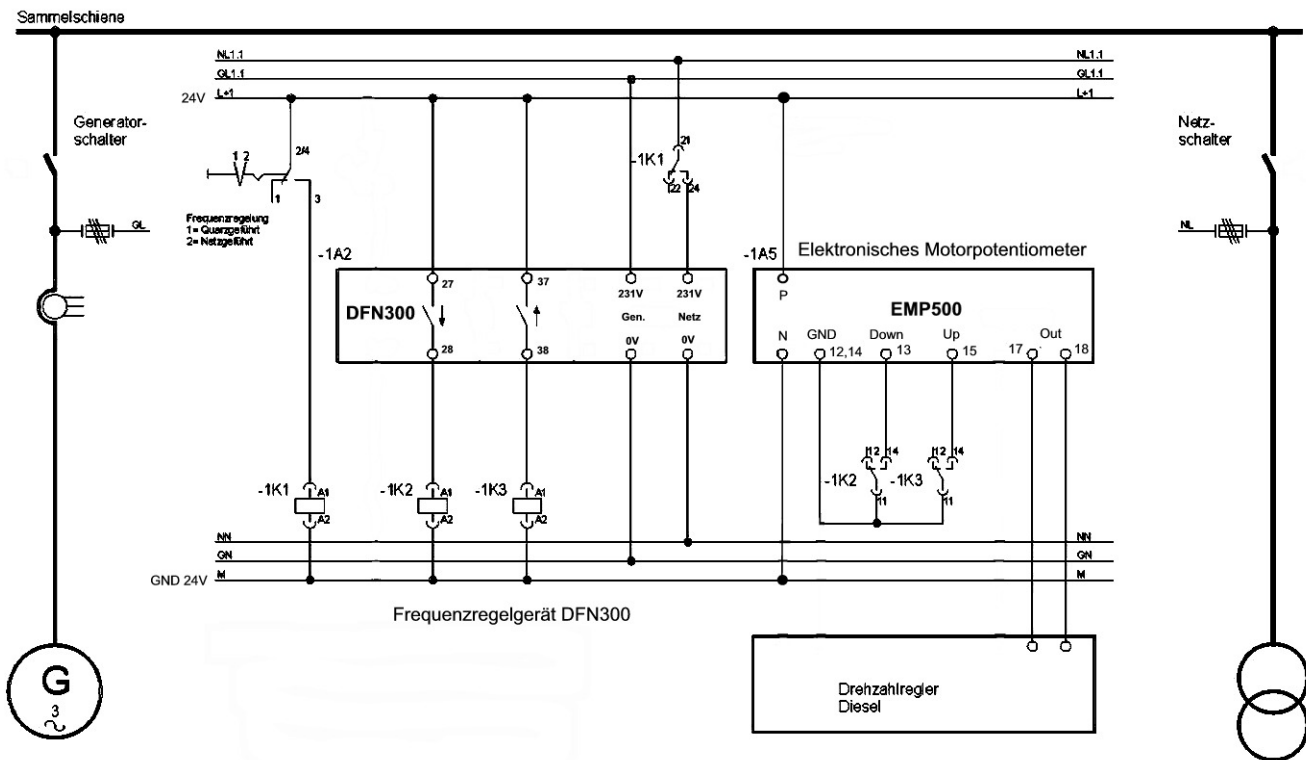 Sammelschiene
NL1.1 NL1.1
GL1.1 GL1.1
24V L+1 L+1
Generator-
schalter
Netz-
schalter
1 2
2/4
21
-1K1
22 24
1 3
Frequenzregelung
1= Quarzgeführt
2= Netzgeführt
GL
NL
-1A2
-1A5
Elektronisches Motorpotentiometer
27 37 231V 231V
P
DFN300
Gen. Netz
EMP500
28 38 0V 0V
N GND Down Up Out
12,14 13 15 17 18
12 14 12 14
-1K2 -1K3
11 11
-1K1 A1 -1K2 A1 -1K3 A1
A2 A2 A2
NN NN
GN GN
GND 24V M M
Frequenzregelgerät DFN300
G
3
~
Drehzahlregler
Diesel